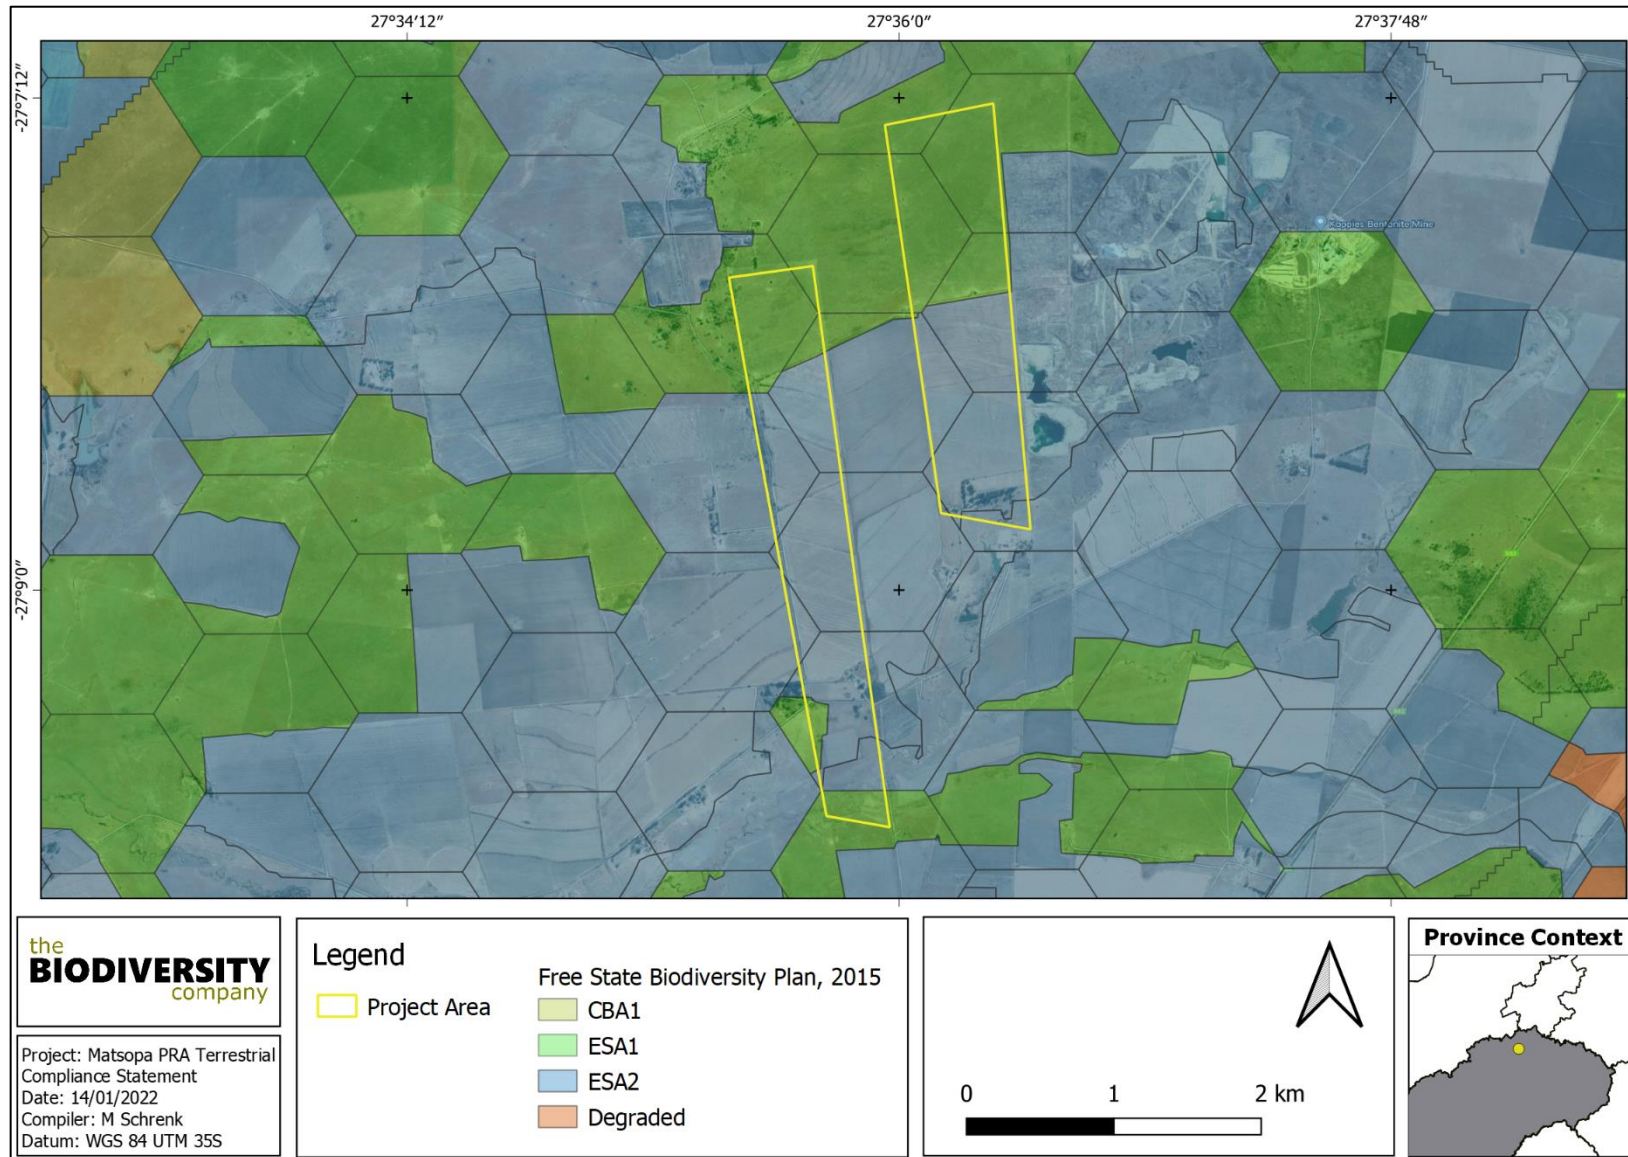 27°34′12″
27°36′0″
27°37′48″
-27°7′12″
-27°9′0″
Koppies Bentonite Mine
the
BIODIVERSITY
company
Project: Matsopa PRA Terrestrial
Compliance Statement
Date: 14/01/2022
Compiler: M Schrenk
Datum: WGS 84 UTM 35S
Legend
Project Area
Free State Biodiversity Plan, 2015
CBA1
ESA1
ESA2
Degraded
0 1 2 km
Province Context